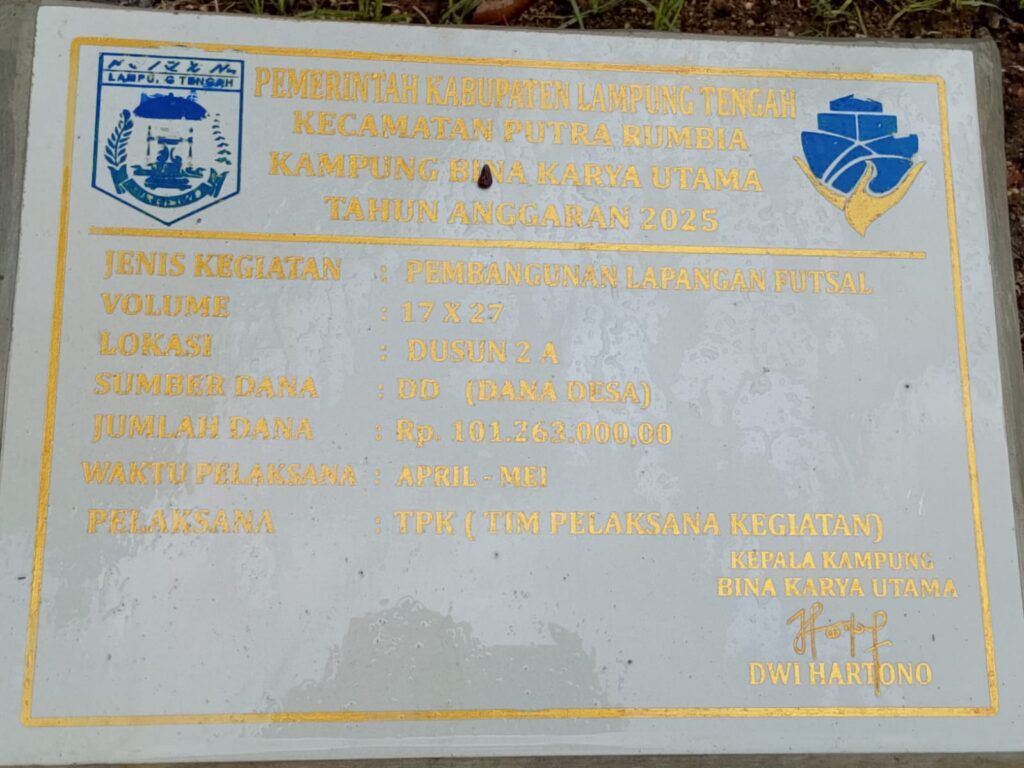 LAMPU. G TENGAH
PEMERINTAH KABUPATEN LAMPUNG TENGAH
KECAMATAN PUTRA RUMBIA
KAMPUNG BINA KARYA UTAMA
TAHUN ANGGARAN 2025
JENIS KEGIATAN : PEMBANGUNAN LAPANGAN FUTSAL
VOLUME : 17 X 27
LOKASI : DUSUN 2 A
SUMBER DANA : DD (DANA DESA)
JUMLAH DANA : Rp. 101.263.000,00
WAKTU PELAKSANA : APRIL - MEI
PELAKSANA : TPK ( TIM PELAKSANA KEGIATAN)
KEPALA KAMPUNG
BINA KARYA UTAMA
DWI HARTONO